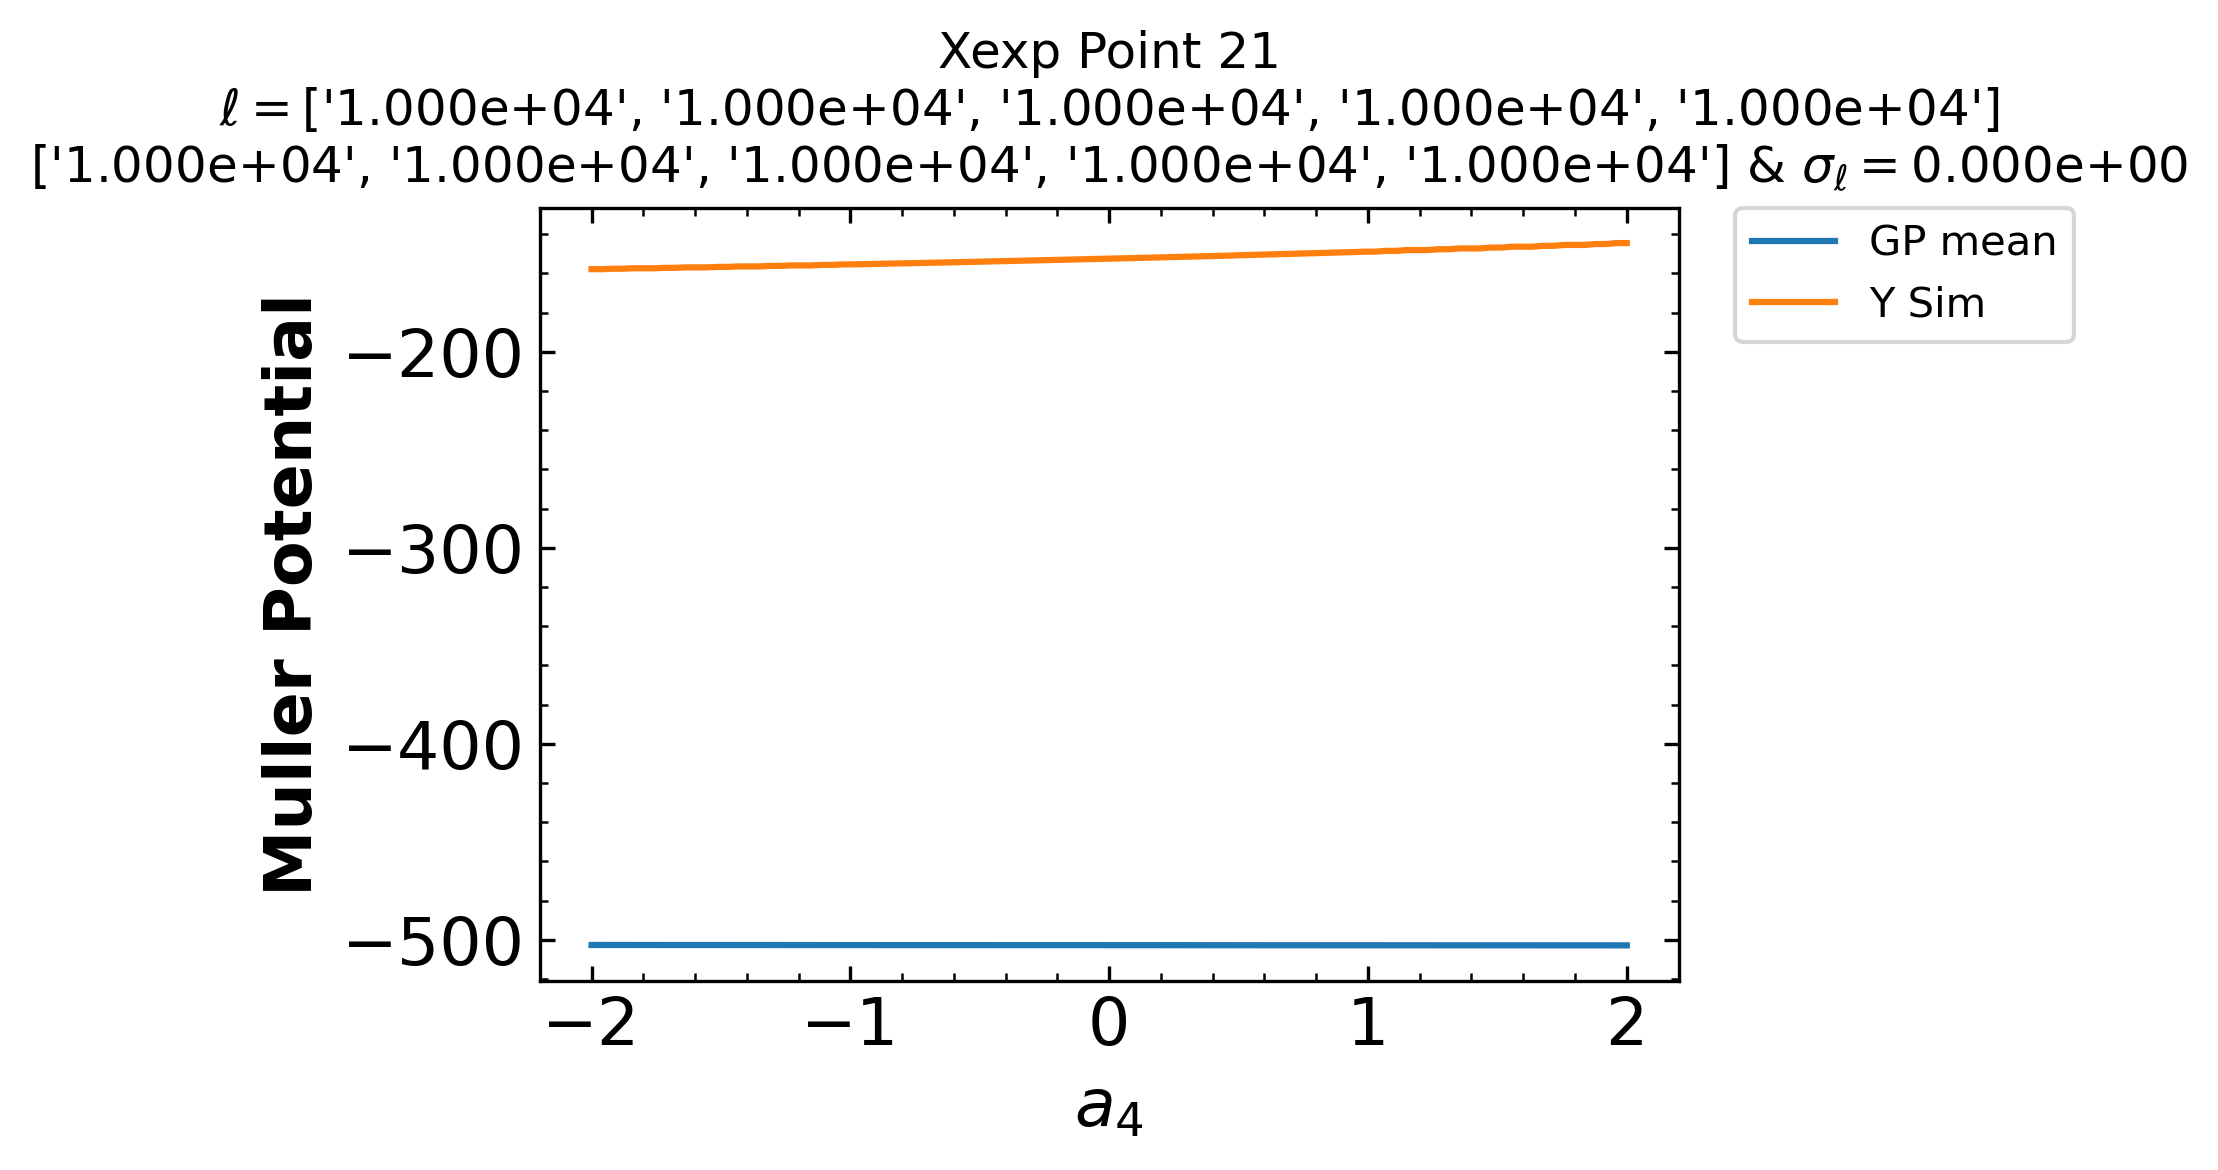 Xexp Point 21
ℓ = ['1.000e+04', '1.000e+04', '1.000e+04', '1.000e+04', '1.000e+04']
['1.000e+04', '1.000e+04', '1.000e+04', '1.000e+04', '1.000e+04'] & σ_ℓ = 0.000e+00
GP mean
Y Sim
Muller Potential
−200
−300
−400
−500
−2 −1 0 1 2
a_4